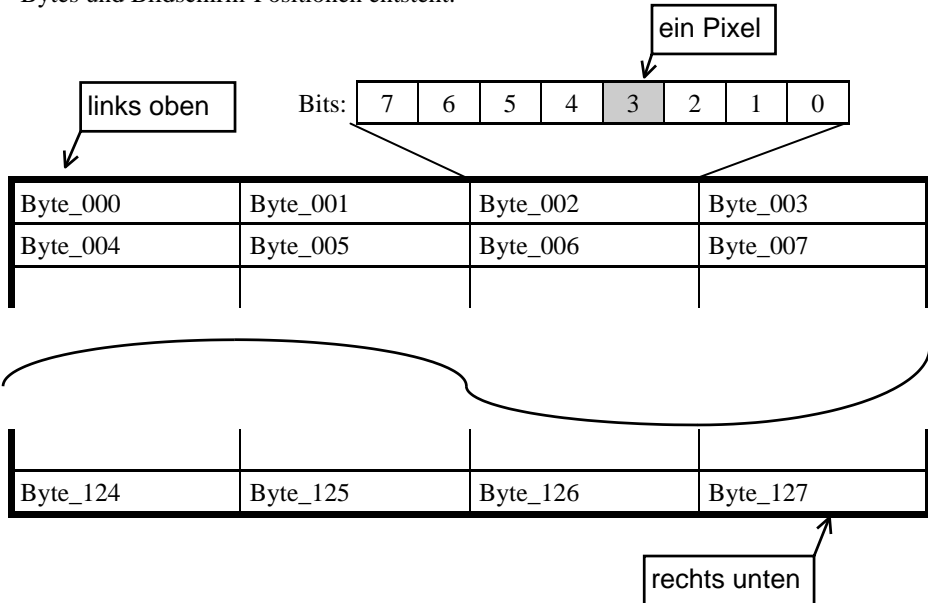 Bytes und Bildschirm-Positionen entsteht.
ein Pixel
links oben
Bits: 7 6 5 4 3 2 1 0
Byte_000 Byte_001 Byte_002 Byte_003
Byte_004 Byte_005 Byte_006 Byte_007
Byte_124 Byte_125 Byte_126 Byte_127
rechts unten